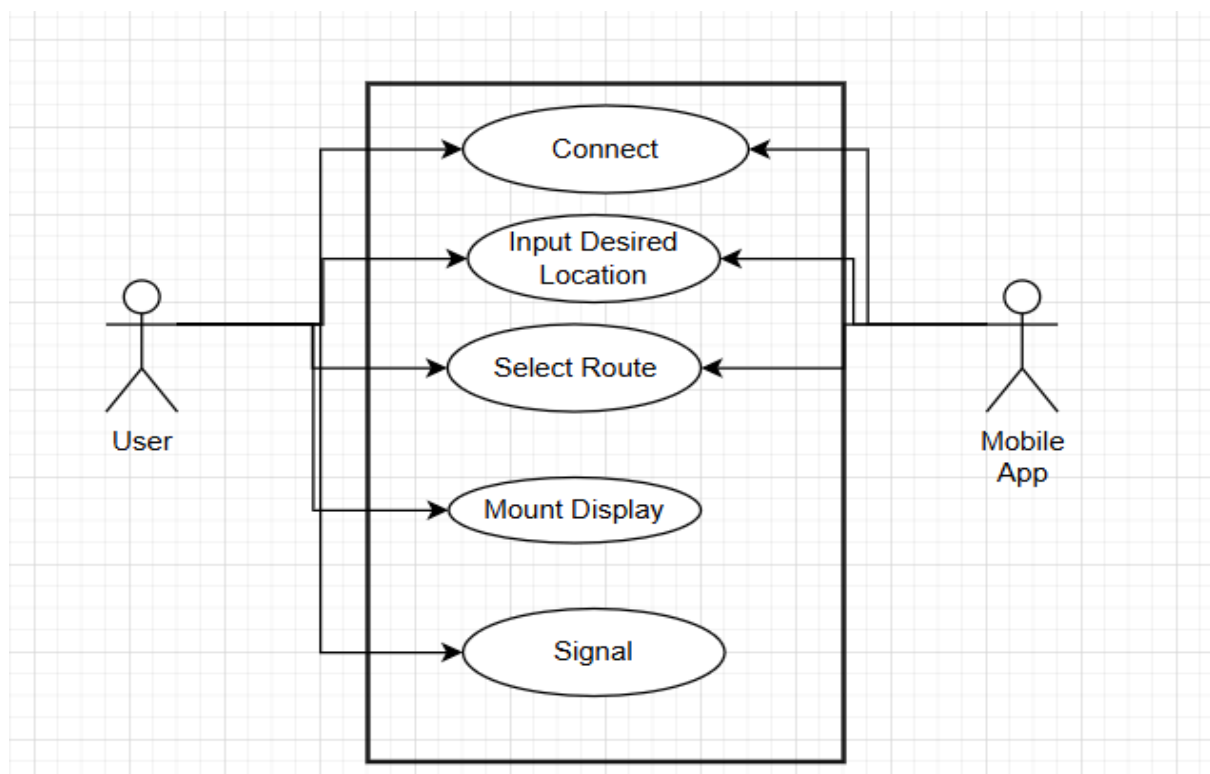 Connect
Input Desired
Location
Select Route
User
Mobile
App
Mount Display
Signal